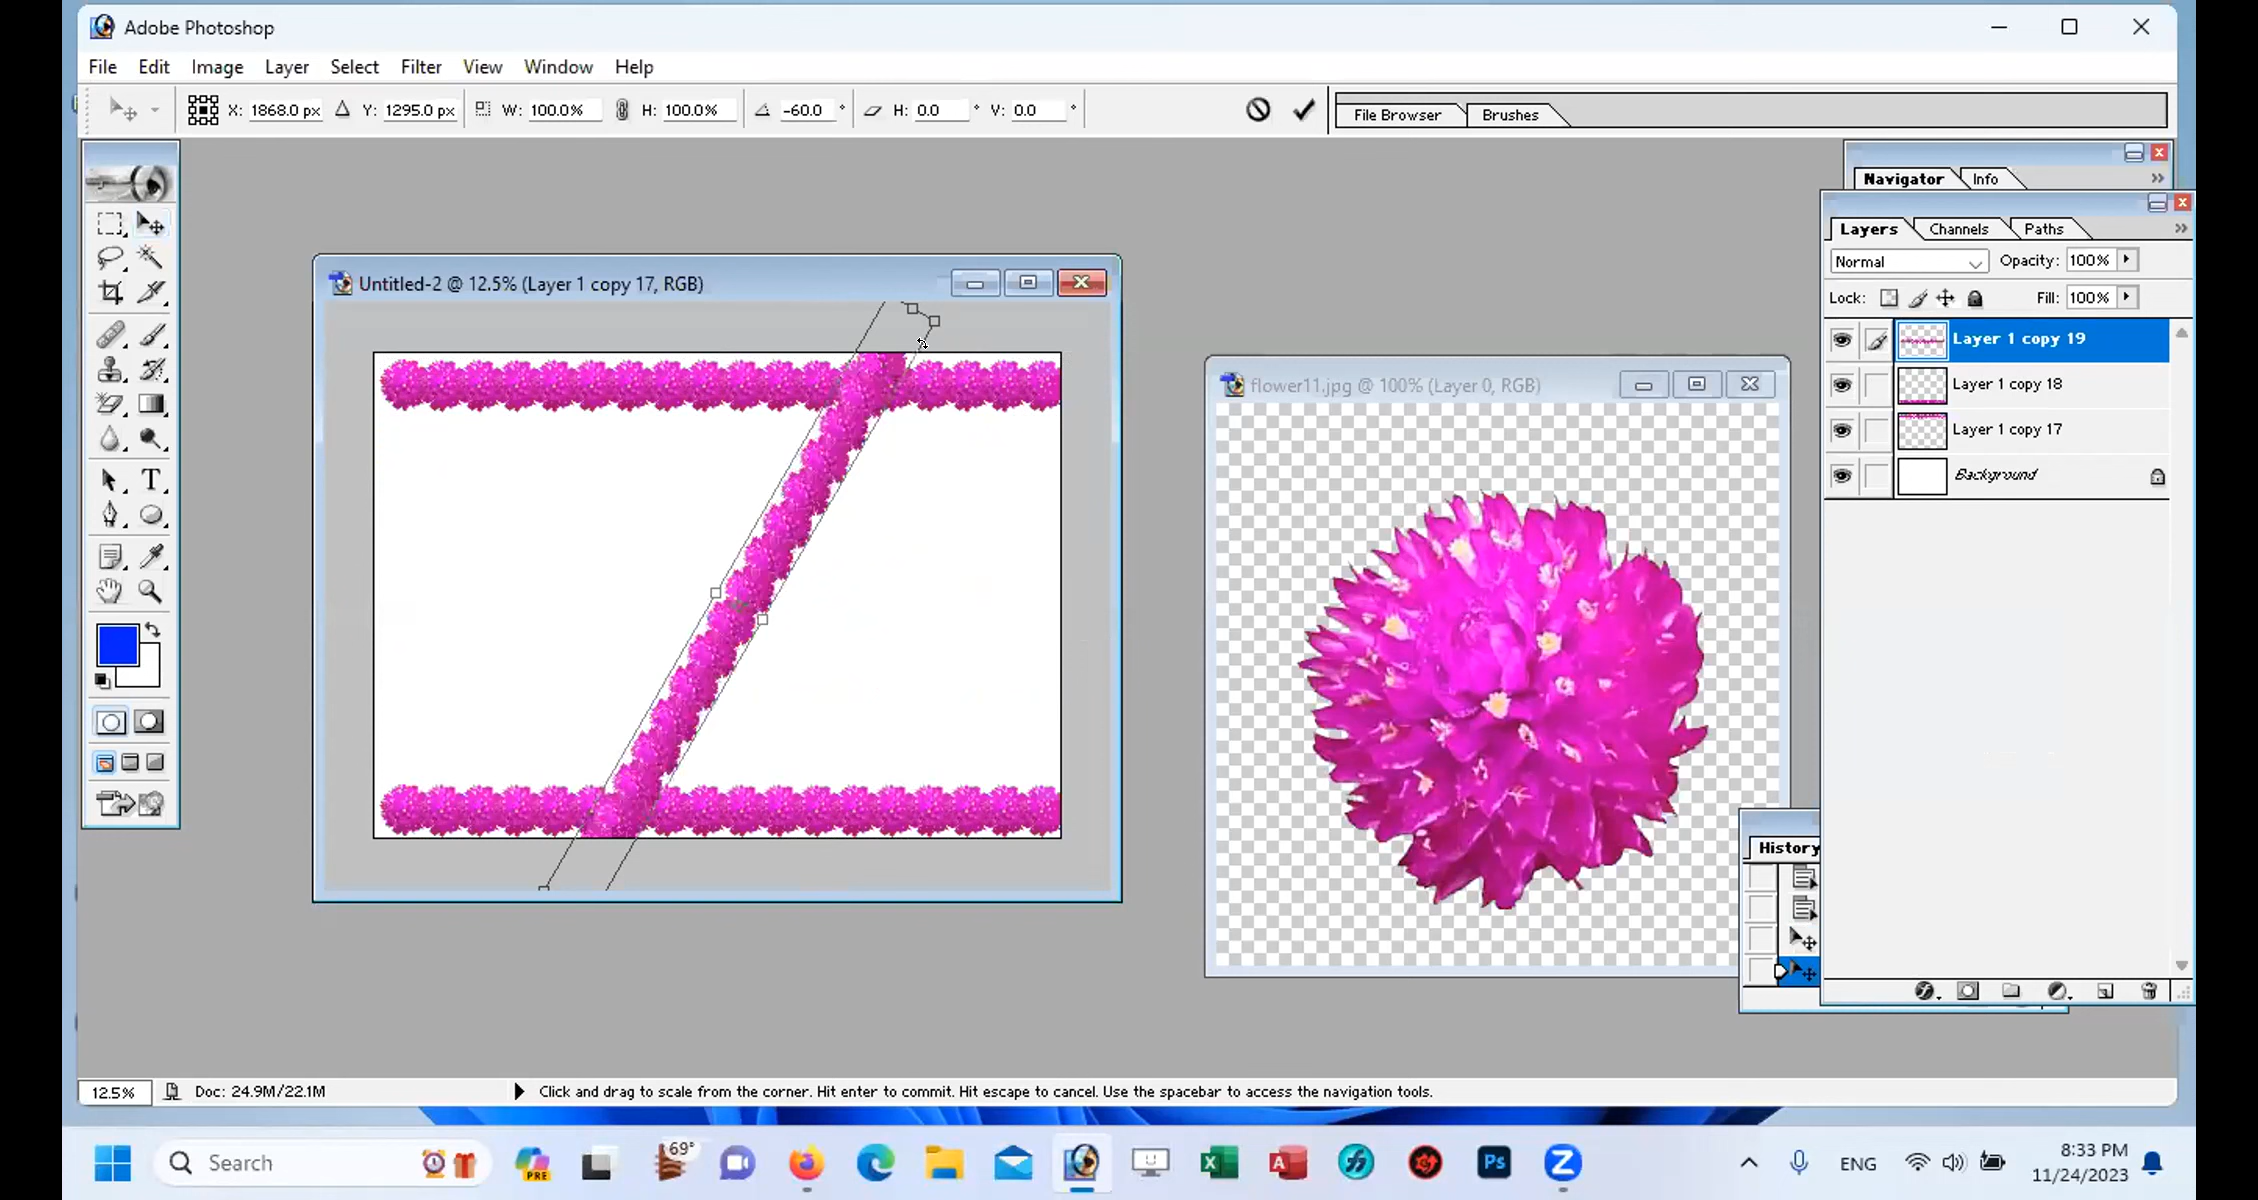 Adobe Photoshop
File Edit Image Layer Select Filter View Window Help
X: 1868.0 px Y: 1295.0 px W: 100.0% H: 100.0% -60.0 ° H: 0.0 ° V: 0.0 °
File Browser Brushes
Navigator Info
Layers Channels Paths
Normal Opacity: 100%
Lock: Fill: 100%
Layer 1 copy 19
Layer 1 copy 18
Layer 1 copy 17
Background
Untitled-2 @ 12.5% (Layer 1 copy 17, RGB)
flower11.jpg @ 100% (Layer 0, RGB)
T
History
12.5% Doc: 24.9M/22.1M Click and drag to scale from the corner. Hit enter to commit. Hit escape to cancel. Use the spacebar to access the navigation tools.
Search
PRE
69°
X
A
Ps
Z
ENG
8:33 PM
11/24/2023